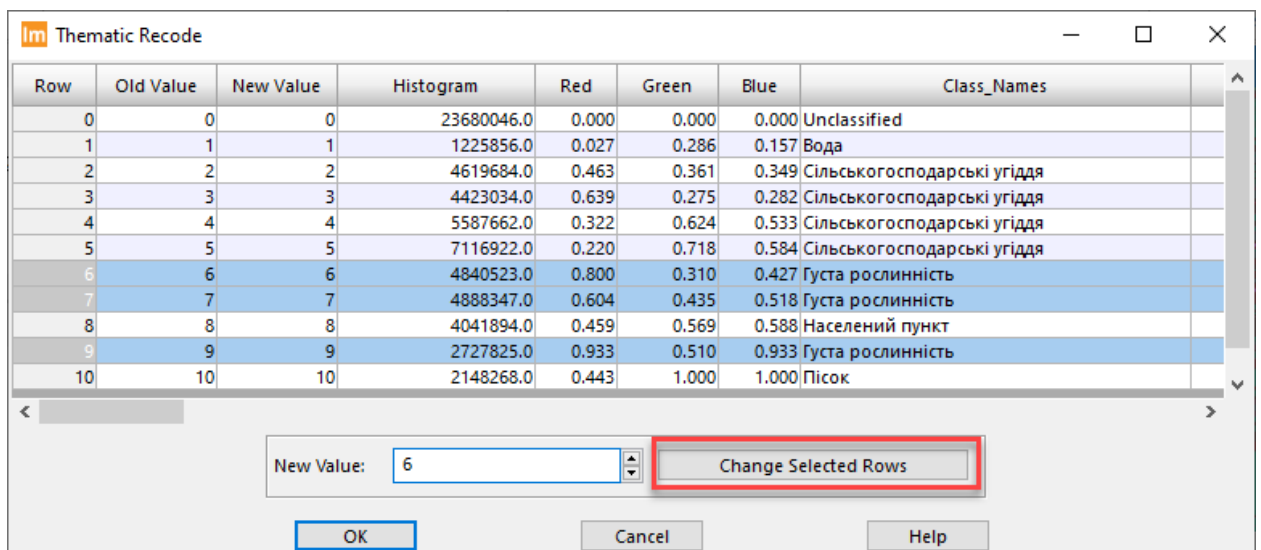 Im Thematic Recode
Row Old Value New Value Histogram Red Green Blue Class_Names
0 0 0 23680046.0 0.000 0.000 0.000 Unclassified
1 1 1 1225856.0 0.027 0.286 0.157 Вода
2 2 2 4619684.0 0.463 0.361 0.349 Сільськогосподарські угіддя
3 3 3 4423034.0 0.639 0.275 0.282 Сільськогосподарські угіддя
4 4 4 5587662.0 0.322 0.624 0.533 Сільськогосподарські угіддя
5 5 5 7116922.0 0.220 0.718 0.584 Сільськогосподарські угіддя
6 6 6 4840523.0 0.800 0.310 0.427 Густа рослинність
7 7 7 4888347.0 0.604 0.435 0.518 Густа рослинність
8 8 8 4041894.0 0.459 0.569 0.588 Населений пункт
9 9 9 2727825.0 0.933 0.510 0.933 Густа рослинність
10 10 10 2148268.0 0.443 1.000 1.000 Пісок
New Value: 6 Change Selected Rows
OK Cancel Help